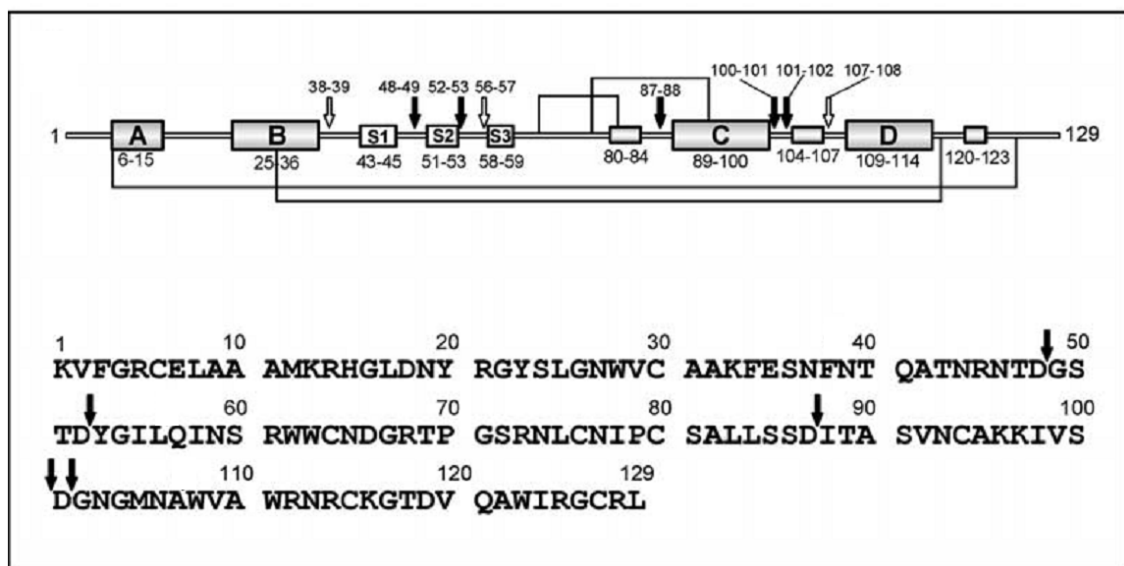 100-101 101-102 107-108
38-39 48-49 52-53 56-57 87-88
1 A B S1 S2 S3 C D 129
6-15 25-36 43-45 51-53 58-59 80-84 89-100 104-107 109-114 120-123
1 10 20 30 40 50
KVFGRCELAA AMKRHGLDNY RGYSLGNWVC AAKFESNFNT QATNRNTDGS
60 70 80 90 100
TDYGILQINS RWWCNDGRTP GSRNLCNIPC SALLSSDITA SVNCAKKIVS
110 120 129
DGNGMNAWVA WRNRCKGTDV QAWIRGCRL